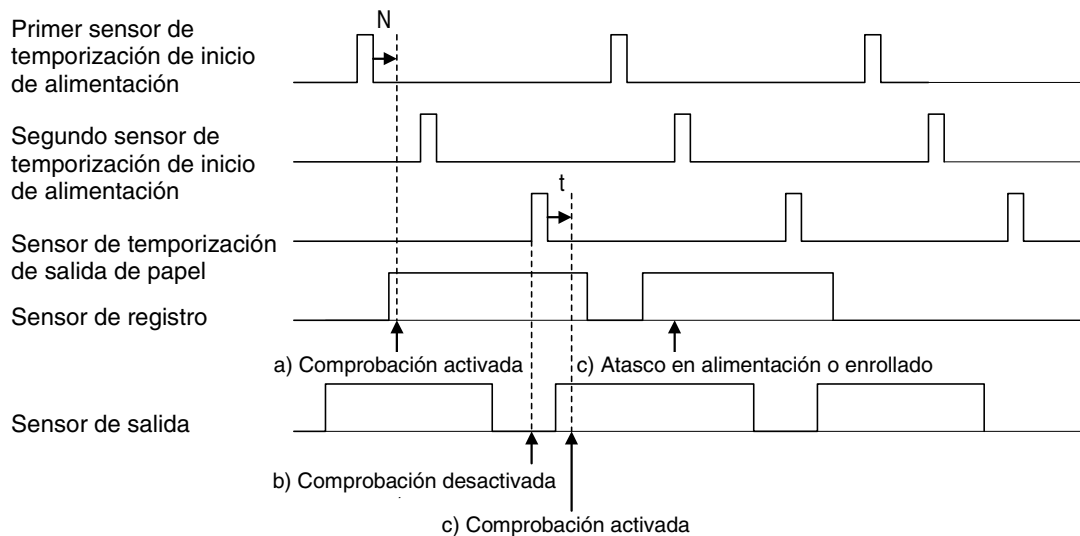 Primer sensor de
temporización de inicio
de alimentación
N
Segundo sensor de
temporización de inicio
de alimentación
t
Sensor de temporización
de salida de papel
Sensor de registro
a) Comprobación activada
c) Atasco en alimentación o enrollado
Sensor de salida
b) Comprobación desactivada
c) Comprobación activada